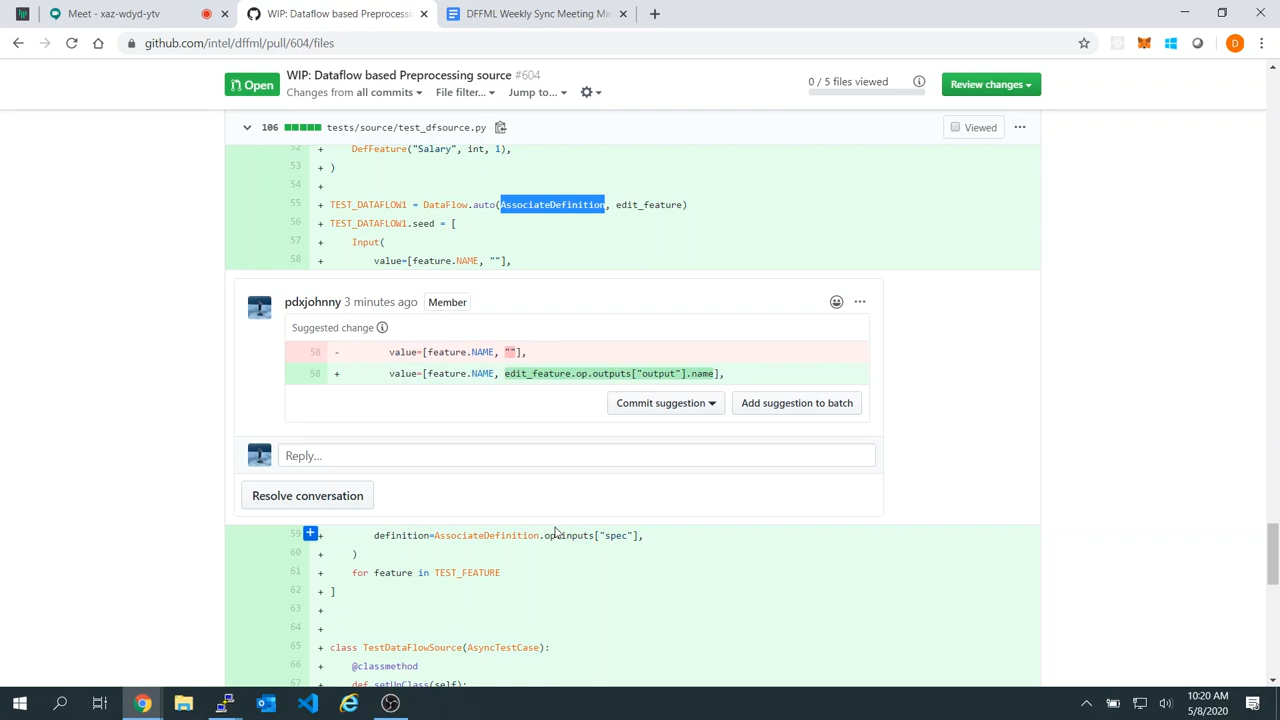 Meet - xaz-wdyd-ytv
WIP: Dataflow based Preprocessi
DFFML Weekly Sync Meeting Mi
github.com/intel/dffml/pull/604/files
D
Open
WIP: Dataflow based Preprocessing source #604
Changes from all commits
File filter...
Jump to...
0 / 5 files viewed
Review changes
106 tests/source/test_dfsource.py
Viewed
52 + DefFeature("Salary", int, 1),
53 + )
54 +
55 + TEST_DATAFLOW1 = DataFlow.auto(AssociateDefinition, edit_feature)
56 + TEST_DATAFLOW1.seed = [
57 + Input(
58 + value=[feature.NAME, ""],
pdxjohnny 3 minutes ago Member
Suggested change
58 - value=[feature.NAME, ""],
58 + value=[feature.NAME, edit_feature.op.outputs["output"].name],
Commit suggestion
Add suggestion to batch
Reply...
Resolve conversation
59 + definition=AssociateDefinition.op.inputs["spec"],
60 + )
61 + for feature in TEST_FEATURE
62 + ]
63 +
64 +
65 + class TestDataFlowSource(AsyncTestCase):
66 + @classmethod
67 + def setUpClass(self):
10:20 AM
5/8/2020